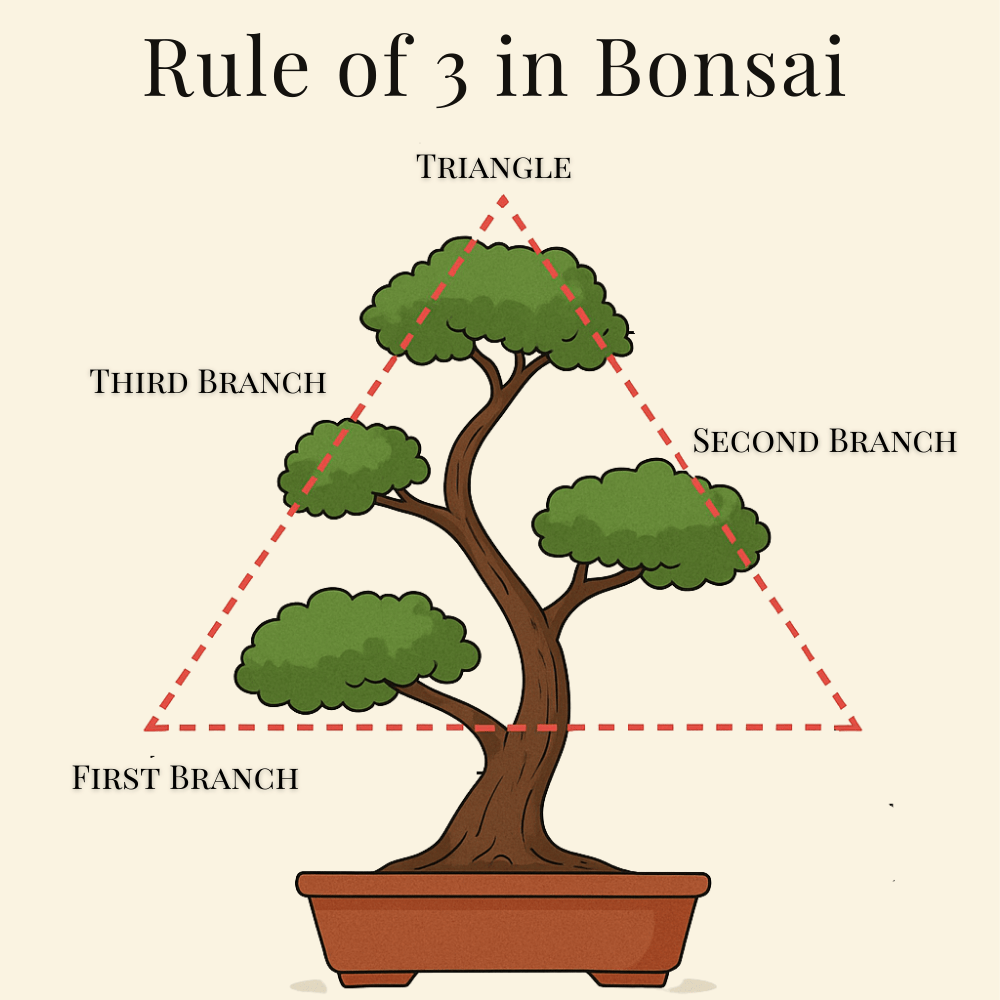 Rule of 3 in Bonsai
Triangle
Third Branch
Second Branch
First Branch